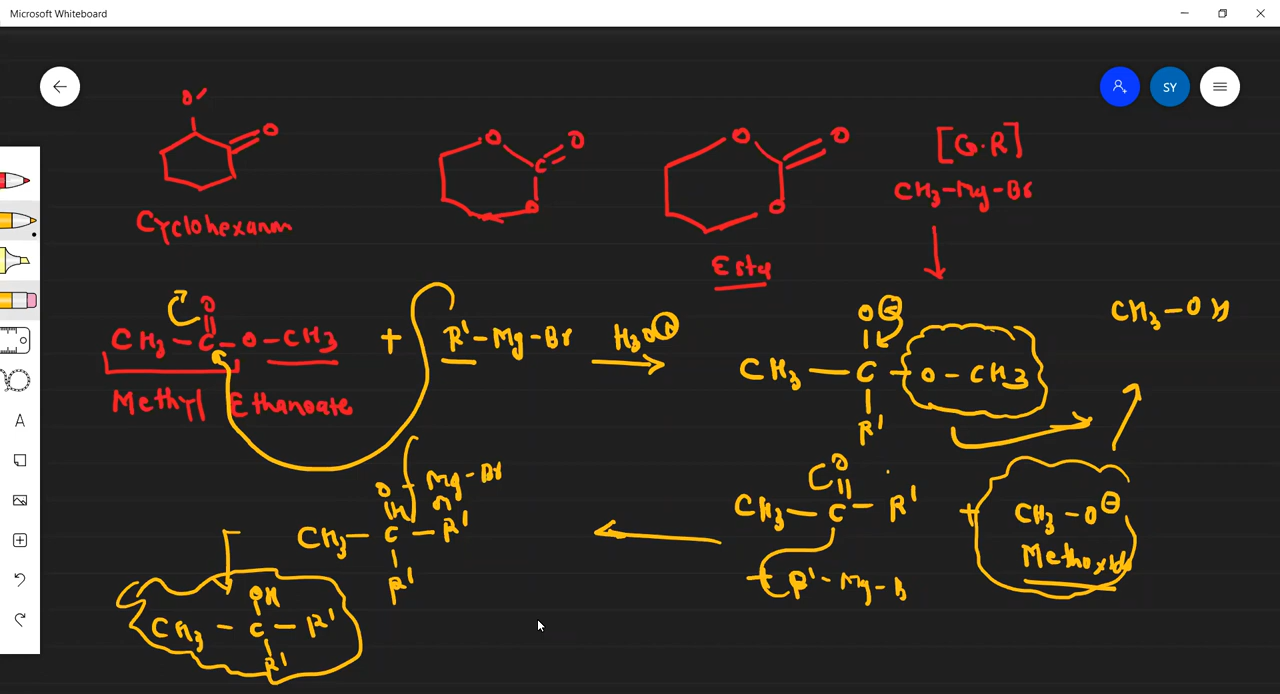 Microsoft Whiteboard
SY
O
O
Cyclohexanon
O
O
C
O
O
O
O
Ester
[G.R]
CH3-Mg-Br
O
CH3-C-O-CH3 + R'-Mg-Br H3O⊕
Methyl Ethanoate
O⊖
CH3-C-O-CH3
R'
CH3-OH
O
CH3-C-R' + CH3-O⊖
Methoxide
+ R'-Mg-B
O-Mg-Br
CH3-C-R'
R'
OH
CH3-C-R'
R'
A